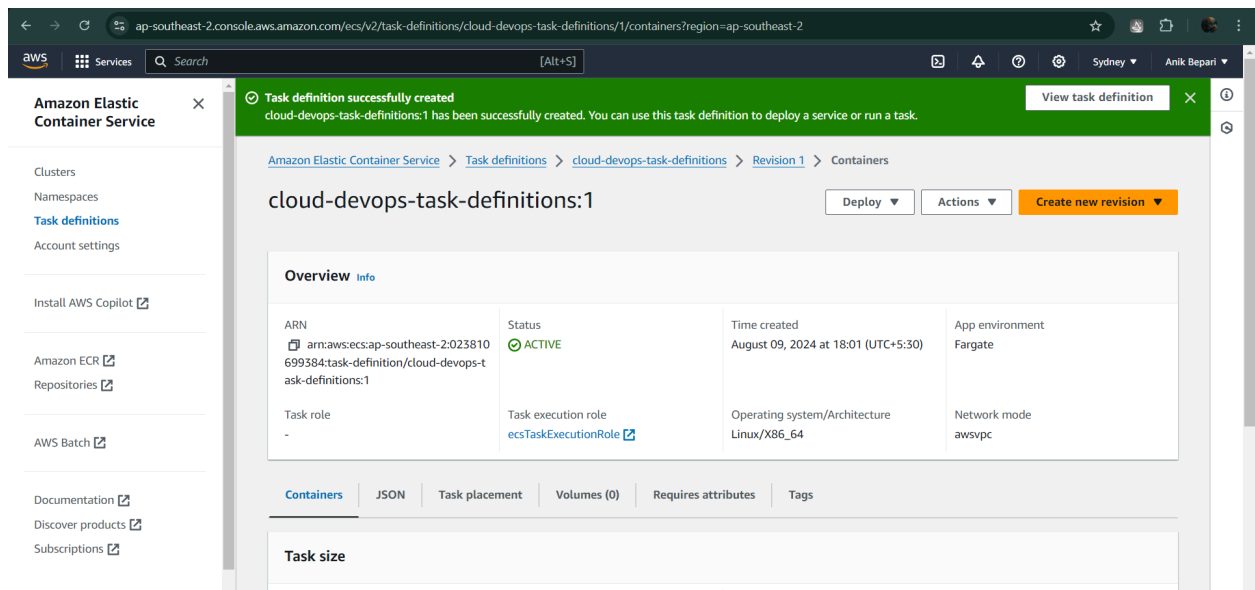 ap-southeast-2.console.aws.amazon.com/ecs/v2/task-definitions/cloud-devops-task-definitions/1/containers?region=ap-southeast-2
aws Services Search [Alt+S] Sydney Anik Bepari
Amazon Elastic
Container Service
Clusters
Namespaces
Task definitions
Account settings
Install AWS Copilot
Amazon ECR
Repositories
AWS Batch
Documentation
Discover products
Subscriptions
Task definition successfully created
cloud-devops-task-definitions:1 has been successfully created. You can use this task definition to deploy a service or run a task.
View task definition
Amazon Elastic Container Service > Task definitions > cloud-devops-task-definitions > Revision 1 > Containers
cloud-devops-task-definitions:1
Deploy Actions Create new revision
Overview Info
ARN
arn:aws:ecs:ap-southeast-2:023810
699384:task-definition/cloud-devops-t
ask-definitions:1
Status
ACTIVE
Time created
August 09, 2024 at 18:01 (UTC+5:30)
App environment
Fargate
Task role
-
Task execution role
ecsTaskExecutionRole
Operating system/Architecture
Linux/X86_64
Network mode
awsvpc
Containers JSON Task placement Volumes (0) Requires attributes Tags
Task size